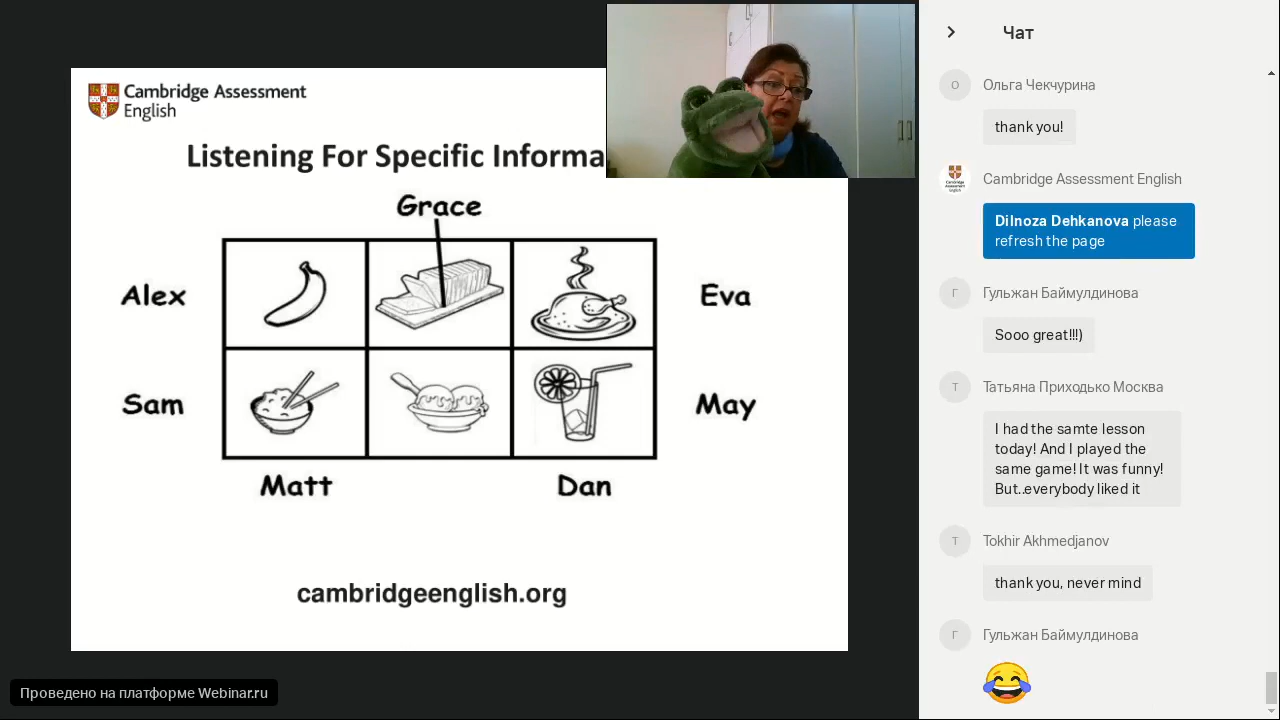 Cambridge Assessment
English
Listening For Specific Informa
Grace
Alex
Eva
Sam
May
Matt
Dan
cambridgeenglish.org
Проведено на платформе Webinar.ru
Чат
О
Ольга Чекчурина
thank you!
Cambridge Assessment English
Dilnoza Dehkanova please
refresh the page
Г
Гульжан Баймулдинова
Sooo great!!!)
Т
Татьяна Приходько Москва
I had the samte lesson
today! And I played the
same game! It was funny!
But..everybody liked it
T
Tokhir Akhmedjanov
thank you, never mind
Г
Гульжан Баймулдинова